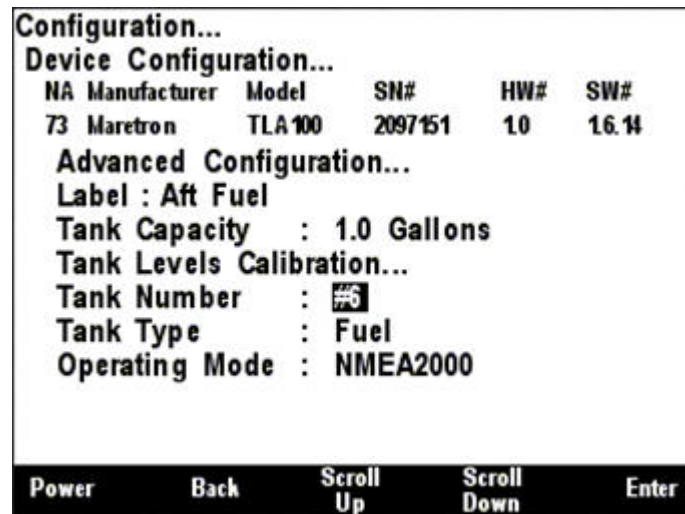 Configuration...
Device Configuration...
NA Manufacturer Model SN# HW# SW#
73 Maretron TLA100 2097151 1.0 1.6.14
Advanced Configuration...
Label : Aft Fuel
Tank Capacity : 1.0 Gallons
Tank Levels Calibration...
Tank Number : #6
Tank Type : Fuel
Operating Mode : NMEA2000
Power Back Scroll Up Scroll Down Enter